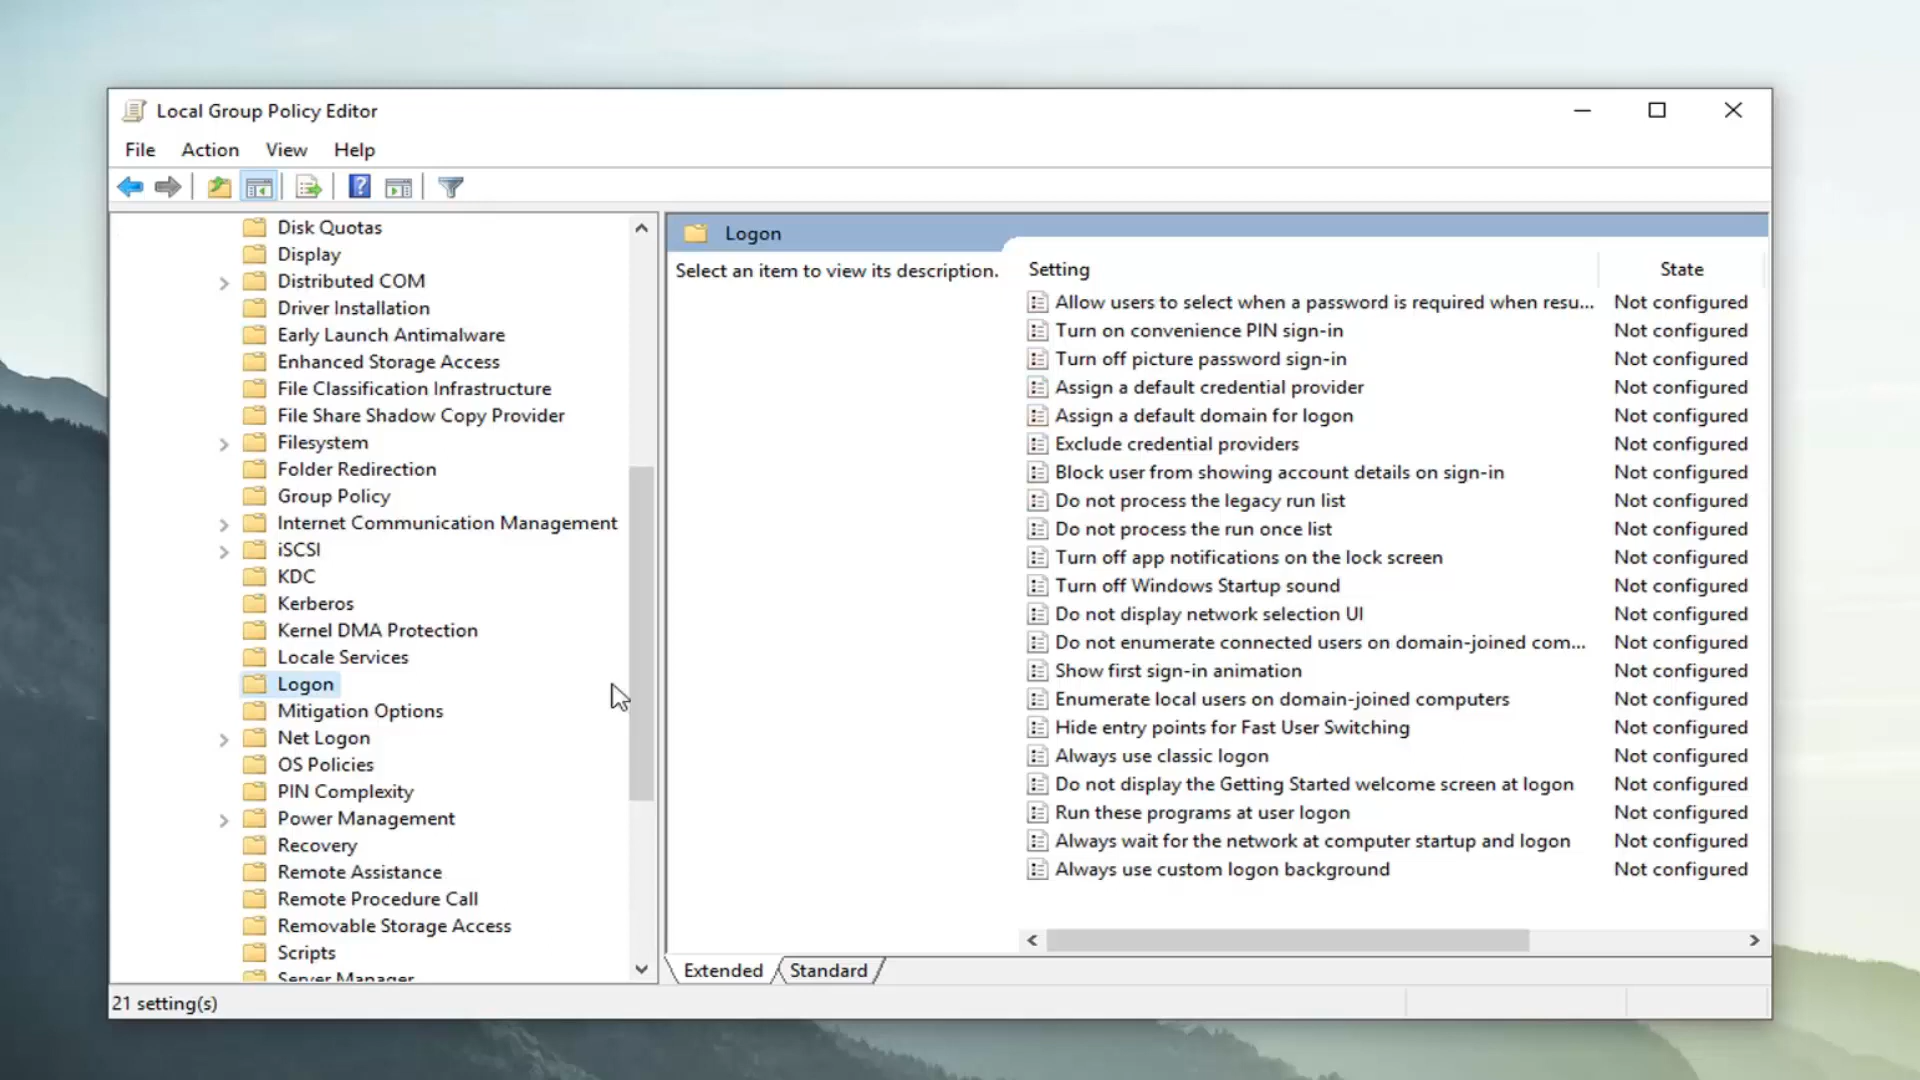 Local Group Policy Editor
File Action View Help
Disk Quotas
Display
Distributed COM
Driver Installation
Early Launch Antimalware
Enhanced Storage Access
File Classification Infrastructure
File Share Shadow Copy Provider
Filesystem
Folder Redirection
Group Policy
Internet Communication Management
iSCSI
KDC
Kerberos
Kernel DMA Protection
Locale Services
Logon
Mitigation Options
Net Logon
OS Policies
PIN Complexity
Power Management
Recovery
Remote Assistance
Remote Procedure Call
Removable Storage Access
Scripts
Server Manager
Logon
Select an item to view its description.
Setting State
Allow users to select when a password is required when resu... Not configured
Turn on convenience PIN sign-in Not configured
Turn off picture password sign-in Not configured
Assign a default credential provider Not configured
Assign a default domain for logon Not configured
Exclude credential providers Not configured
Block user from showing account details on sign-in Not configured
Do not process the legacy run list Not configured
Do not process the run once list Not configured
Turn off app notifications on the lock screen Not configured
Turn off Windows Startup sound Not configured
Do not display network selection UI Not configured
Do not enumerate connected users on domain-joined com... Not configured
Show first sign-in animation Not configured
Enumerate local users on domain-joined computers Not configured
Hide entry points for Fast User Switching Not configured
Always use classic logon Not configured
Do not display the Getting Started welcome screen at logon Not configured
Run these programs at user logon Not configured
Always wait for the network at computer startup and logon Not configured
Always use custom logon background Not configured
Extended Standard
21 setting(s)